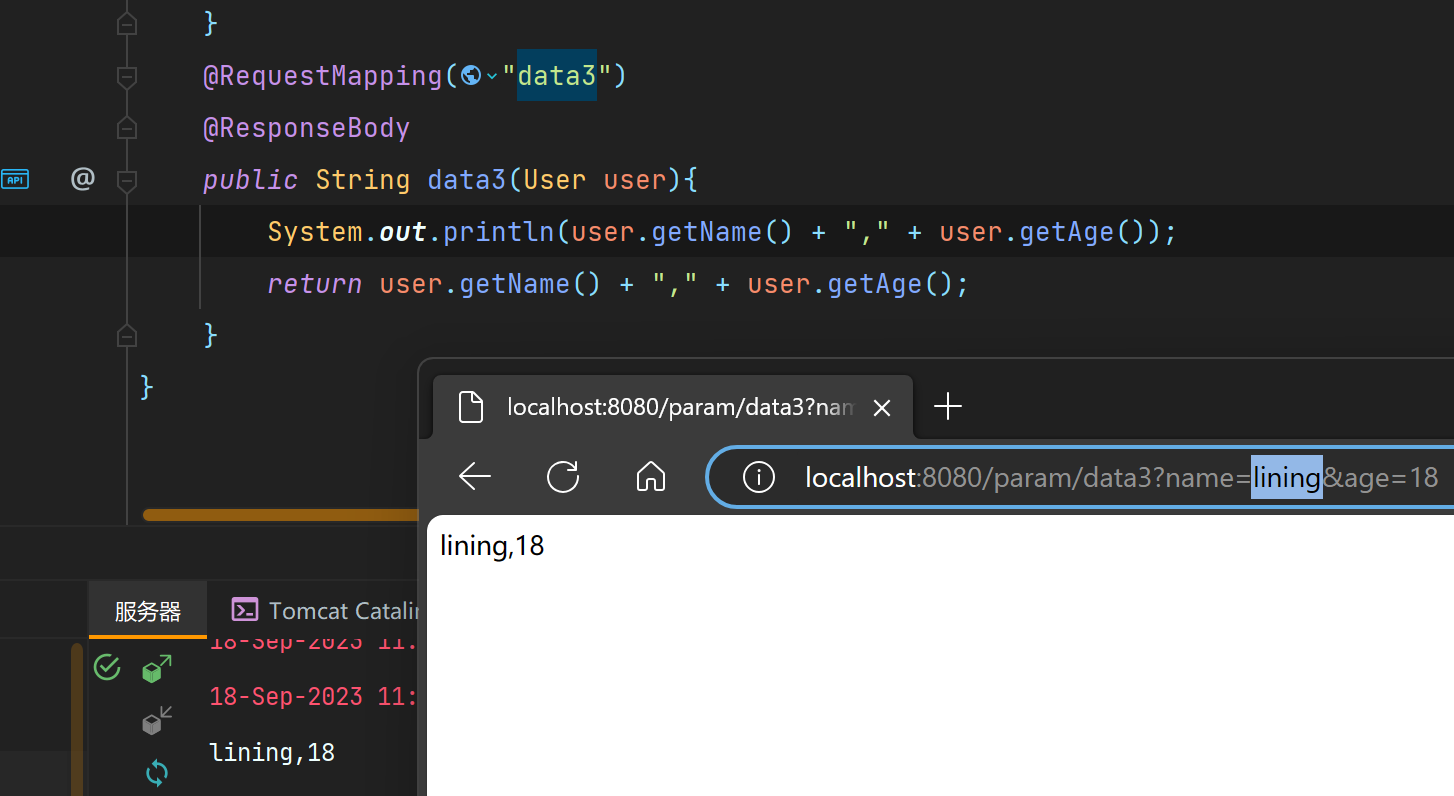 }
@RequestMapping("data3")
@ResponseBody
API @ public String data3(User user){
System.out.println(user.getName() + "," + user.getAge());
return user.getName() + "," + user.getAge();
}
}
localhost:8080/param/data3?nam
localhost:8080/param/data3?name=lining&age=18
lining,18
服务器 Tomcat Catali
18-Sep-2023 11:
18-Sep-2023 11:
lining,18